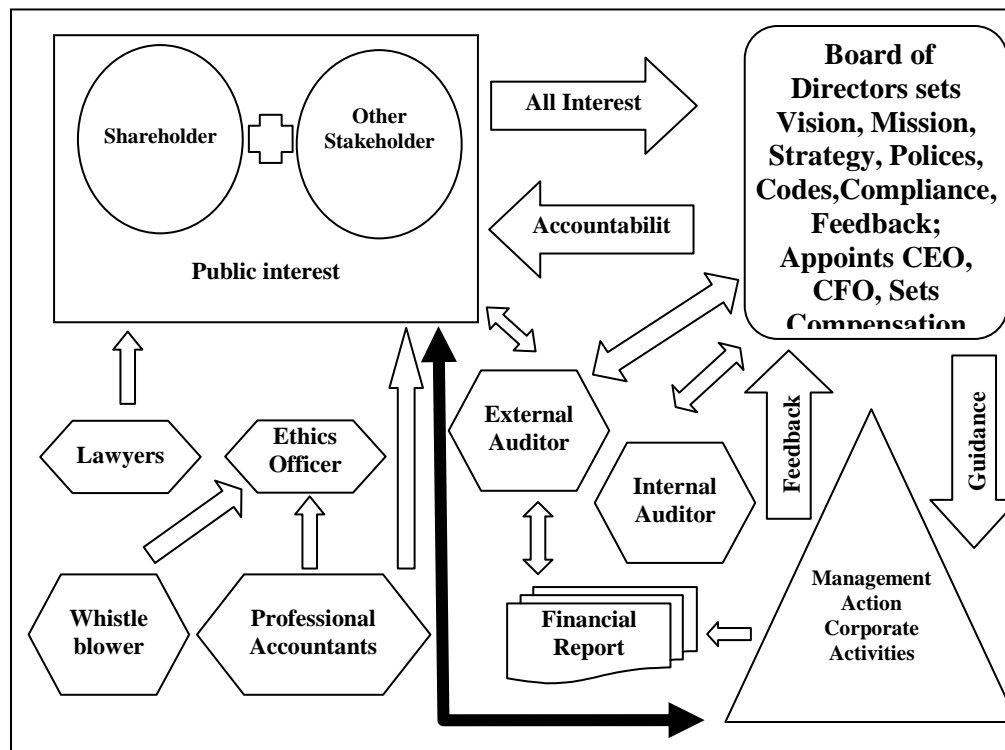 Shareholder
Other
Stakeholder
Public interest
All Interest
Accountabilit
Board of
Directors sets
Vision, Mission,
Strategy, Polices,
Codes,Compliance,
Feedback;
Appoints CEO,
CFO, Sets
Compensation
Lawyers
Ethics
Officer
External
Auditor
Internal
Auditor
Feedback
Guidance
Whistle
blower
Professional
Accountants
Financial
Report
Management
Action
Corporate
Activities